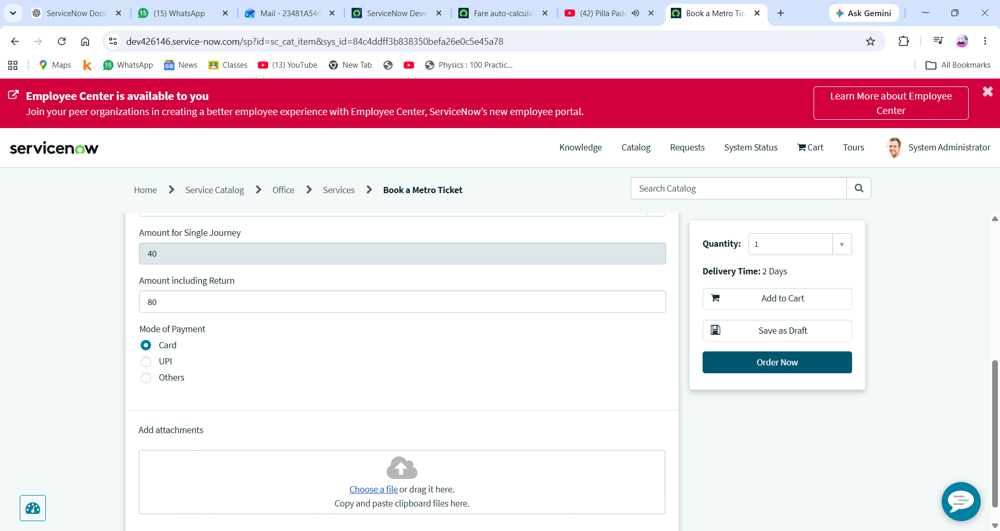 ServiceNow Docu
(15) WhatsApp
Mail - 23481A546
ServiceNow Deve
Fare auto-calcula
(42) Pilla Pade
Book a Metro Tic
Ask Gemini
dev426146.service-now.com/sp?id=sc_cat_item&sys_id=84c4ddff3b838350befa26e0c5e45a78
Maps
15
WhatsApp
News
Classes
(13) YouTube
New Tab
Physics : 100 Practic...
All Bookmarks
Employee Center is available to you
Join your peer organizations in creating a better employee experience with Employee Center, ServiceNow’s new employee portal.
Learn More about Employee
Center
servicenow
Knowledge
Catalog
Requests
System Status
Cart
Tours
System Administrator
Home
Service Catalog
Office
Services
Book a Metro Ticket
Search Catalog
Amount for Single Journey
40
Amount including Return
80
Mode of Payment
Card
UPI
Others
Quantity:
1
Delivery Time: 2 Days
Add to Cart
Save as Draft
Order Now
Add attachments
Choose a file or drag it here.
Copy and paste clipboard files here.